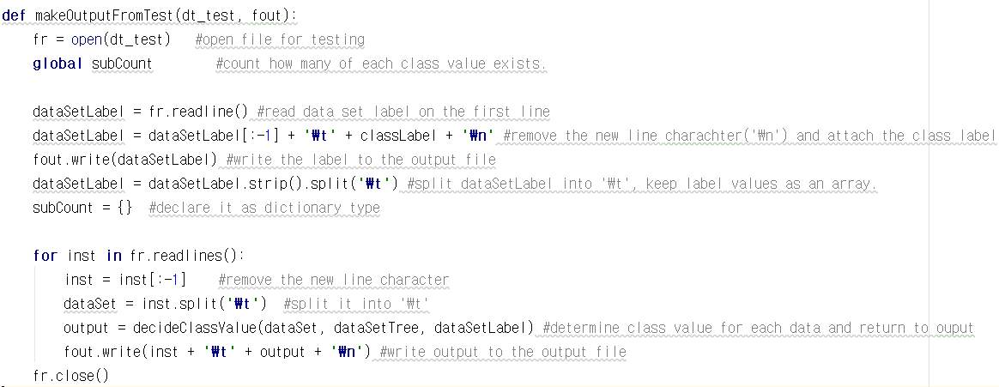 def makeOutputFromTest(dt_test, fout):
    fr = open(dt_test)   #open file for testing
    global subCount        #count how many of each class value exists.

    dataSetLabel = fr.readline() #read data set label on the first line
    dataSetLabel = dataSetLabel[:-1] + '₩t' + classLabel + '₩n' #remove the new line charachter('₩n') and attach the class label
    fout.write(dataSetLabel) #write the label to the output file
    dataSetLabel = dataSetLabel.strip().split('₩t') #split dataSetLabel into '₩t', keep label values as an array.
    subCount = {}  #declare it as dictionary type

    for inst in fr.readlines():
        inst = inst[:-1]    #remove the new line character
        dataSet = inst.split('₩t')  #split it into '₩t'
        output = decideClassValue(dataSet, dataSetTree, dataSetLabel) #determine class value for each data and return to ouput
        fout.write(inst + '₩t' + output + '₩n') #write output to the output file
    fr.close()